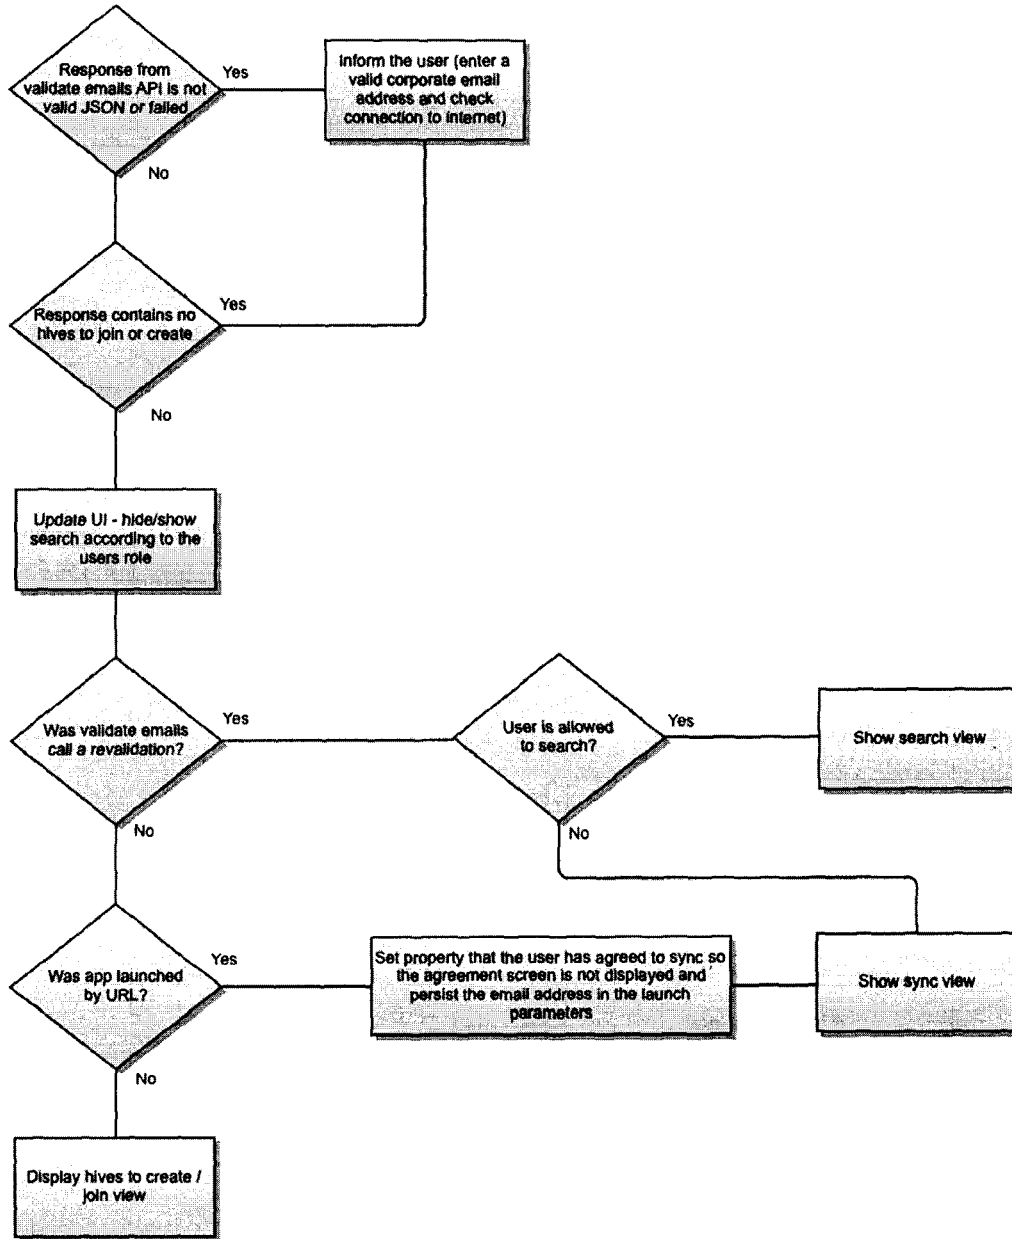 Response from
validate emails API is not
valid JSON or failed
Yes
Inform the user (enter a
valid corporate email
address and check
connection to internet)
No
Response contains no
hives to join or create
Yes
No
Update UI - hide/show
search according to the
users role
Was validate emails
call a revalidation?
Yes
User is allowed
to search?
Yes
Show search view
No
No
Was app launched
by URL?
Yes
Set property that the user has agreed to sync so
the agreement screen is not displayed and
persist the email address in the launch
parameters
Show sync view
No
Display hives to create /
join view